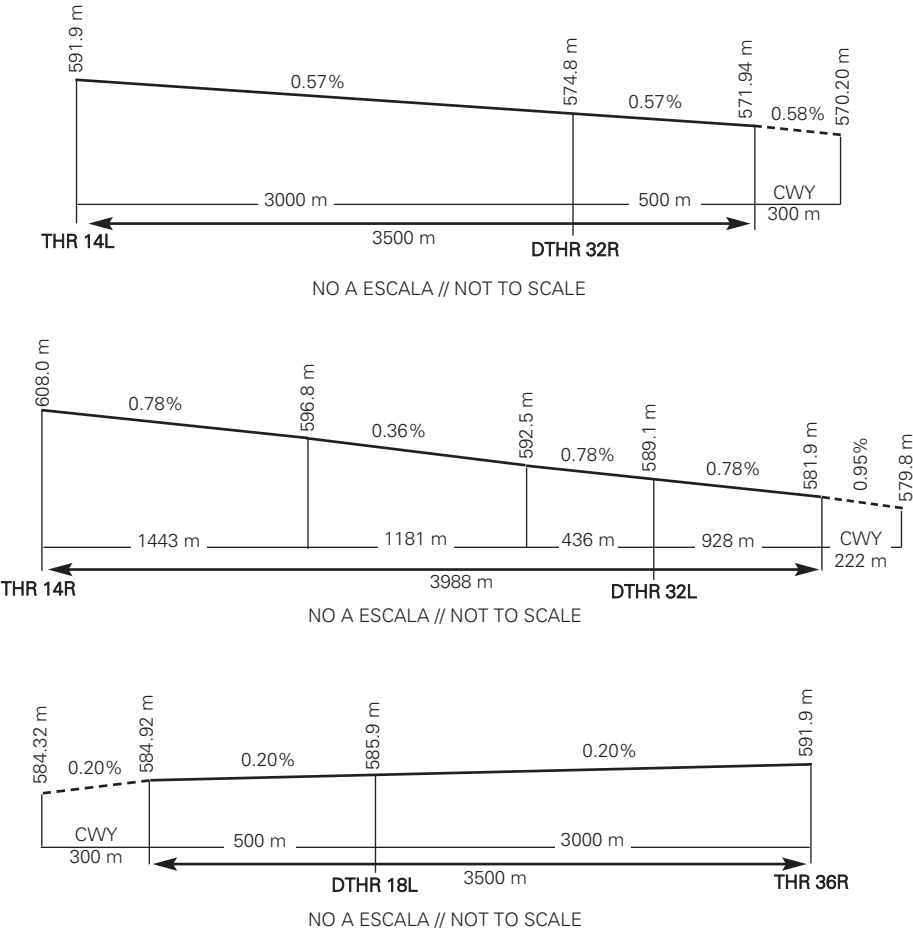 591.9 m
0.57%
574.8 m
0.57%
571.94 m
0.58%
570.20 m
3000 m
500 m
CWY
300 m
THR 14L
3500 m
DTHR 32R
NO A ESCALA // NOT TO SCALE
608.0 m
0.78%
596.8 m
0.36%
592.5 m
0.78%
589.1 m
0.78%
581.9 m
0.95%
579.8 m
1443 m
1181 m
436 m
928 m
CWY
222 m
THR 14R
3988 m
DTHR 32L
NO A ESCALA // NOT TO SCALE
584.32 m
0.20%
584.92 m
0.20%
585.9 m
0.20%
591.9 m
CWY
300 m
500 m
3000 m
DTHR 18L
3500 m
THR 36R
NO A ESCALA // NOT TO SCALE